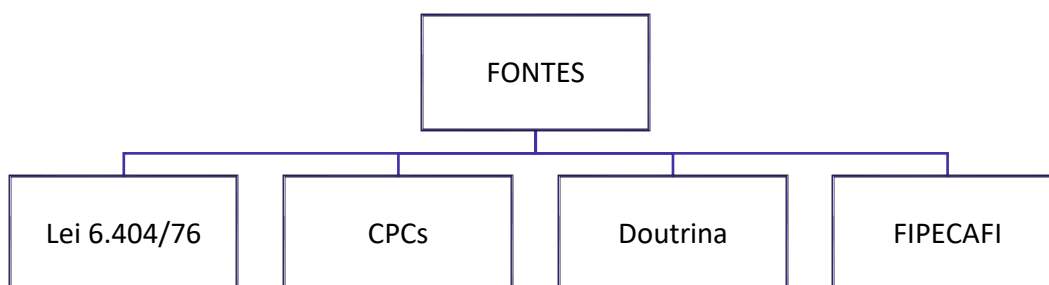 FONTES
Lei 6.404/76
CPCs
Doutrina
FIPECAFI